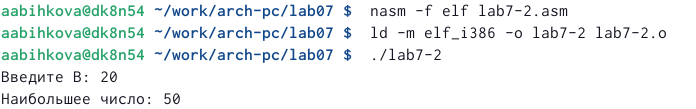 aabihkova@dk8n54 ~/work/arch-pc/lab07 $ nasm -f elf lab7-2.asm
aabihkova@dk8n54 ~/work/arch-pc/lab07 $ ld -m elf_i386 -o lab7-2 lab7-2.o
aabihkova@dk8n54 ~/work/arch-pc/lab07 $ ./lab7-2
Введите В: 20
Наибольшее число: 50